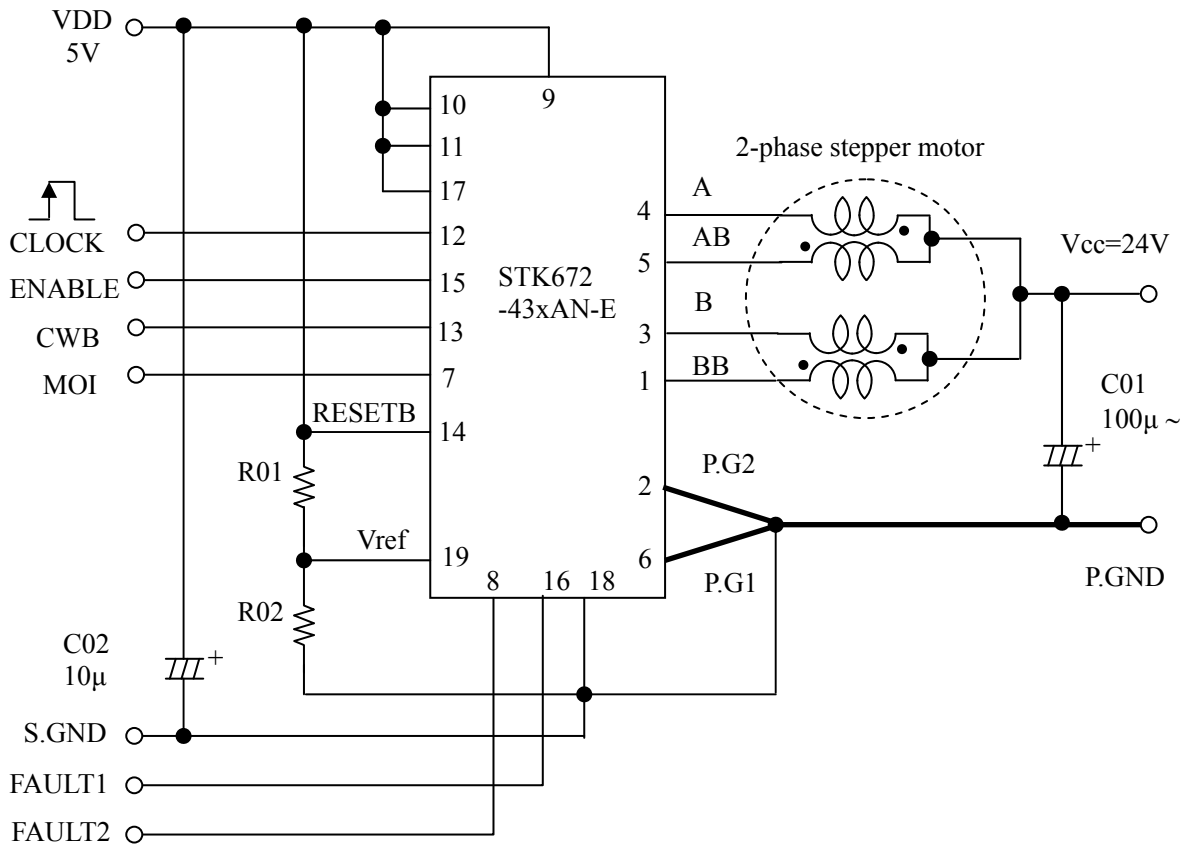 VDD
5V
9
10
11
17
2-phase stepper motor
A
4
CLOCK
12
AB
Vcc=24V
5
ENABLE
15
STK672
-43xAN-E
B
CWB
13
3
MOI
7
BB
1
C01
100μ ~
+
RESETB
14
R01
P.G2
2
Vref
19
6
P.G1
P.GND
8
16
18
R02
C02
10μ
+
S.GND
FAULT1
FAULT2